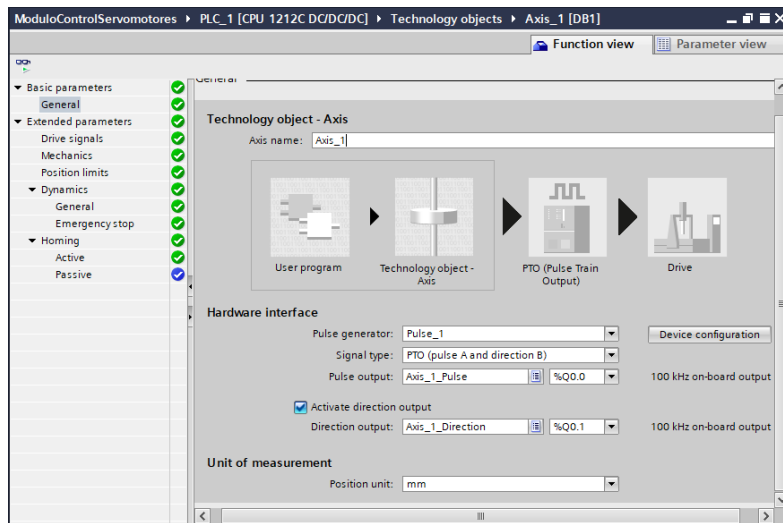 ModuloControlServomotores ▸ PLC_1 [CPU 1212C DC/DC/DC] ▸ Technology objects ▸ Axis_1 [DB1]
Function view
Parameter view
Basic parameters
General
Extended parameters
Drive signals
Mechanics
Position limits
Dynamics
General
Emergency stop
Homing
Active
Passive
General
Technology object - Axis
Axis name: Axis_1
User program
Technology object - Axis
PTO (Pulse Train Output)
Drive
Hardware interface
Pulse generator: Pulse_1 Device configuration
Signal type: PTO (pulse A and direction B)
Pulse output: Axis_1_Pulse %Q0.0 100 kHz on-board output
Activate direction output
Direction output: Axis_1_Direction %Q0.1 100 kHz on-board output
Unit of measurement
Position unit: mm